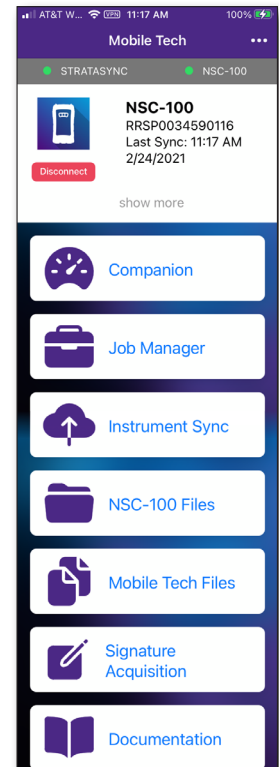 AT&T W... VPN 11:17 AM 100%
Mobile Tech
STRATASYNC NSC-100
NSC-100
RRSP0034590116
Last Sync: 11:17 AM
2/24/2021
Disconnect
show more
Companion
Job Manager
Instrument Sync
NSC-100 Files
Mobile Tech Files
Signature
Acquisition
Documentation